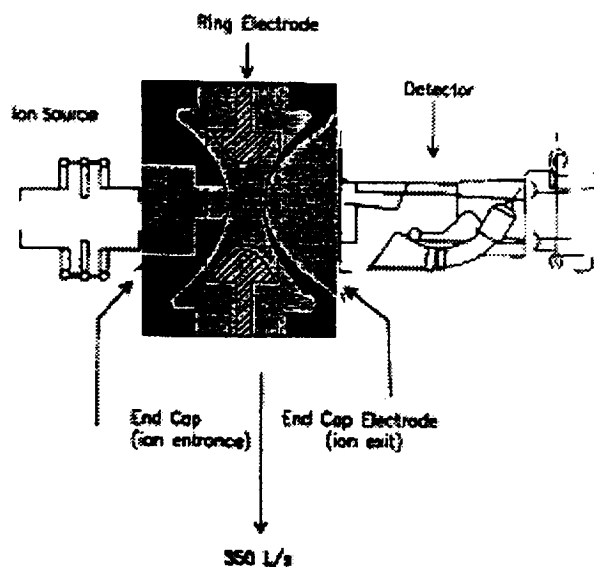 Ring Electrode
Ion Source
Detector
End Cap
(ion entrance)
End Cap Electrode
(ion exit)
350 L/s